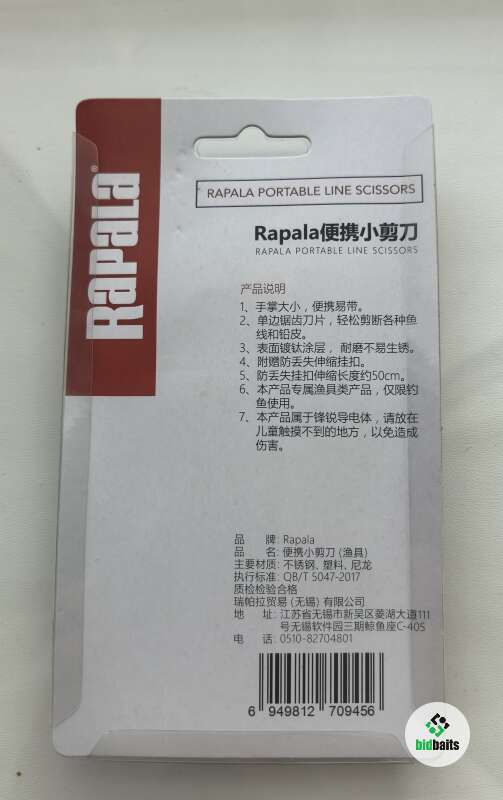 Rapala®
RAPALA PORTABLE LINE SCISSORS
Rapala便携小剪刀
RAPALA PORTABLE LINE SCISSORS
产品说明
1、手掌大小，便携易带。
2、单边锯齿刀片，轻松剪断各种鱼
线和铅皮。
3、表面镀钛涂层， 耐磨不易生锈。
4、附赠防丢失伸缩挂扣。
5、防丢失挂扣伸缩长度约50cm。
6、本产品专属渔具类产品，仅限钓
鱼使用。
7、本产品属于锋锐导电体，请放在
儿童触摸不到的地方，以免造成
伤害。
品 牌: Rapala
品 名: 便携小剪刀 (渔具)
主要材质: 不锈钢、塑料、尼龙
执行标准: QB/T 5047-2017
质检检验合格
瑞帕拉贸易 (无锡) 有限公司
地 址: 江苏省无锡市新吴区菱湖大道111
号无锡软件园三期鲸鱼座C-405
电 话: 0510-82704801
6 949812 709456
bidbaits